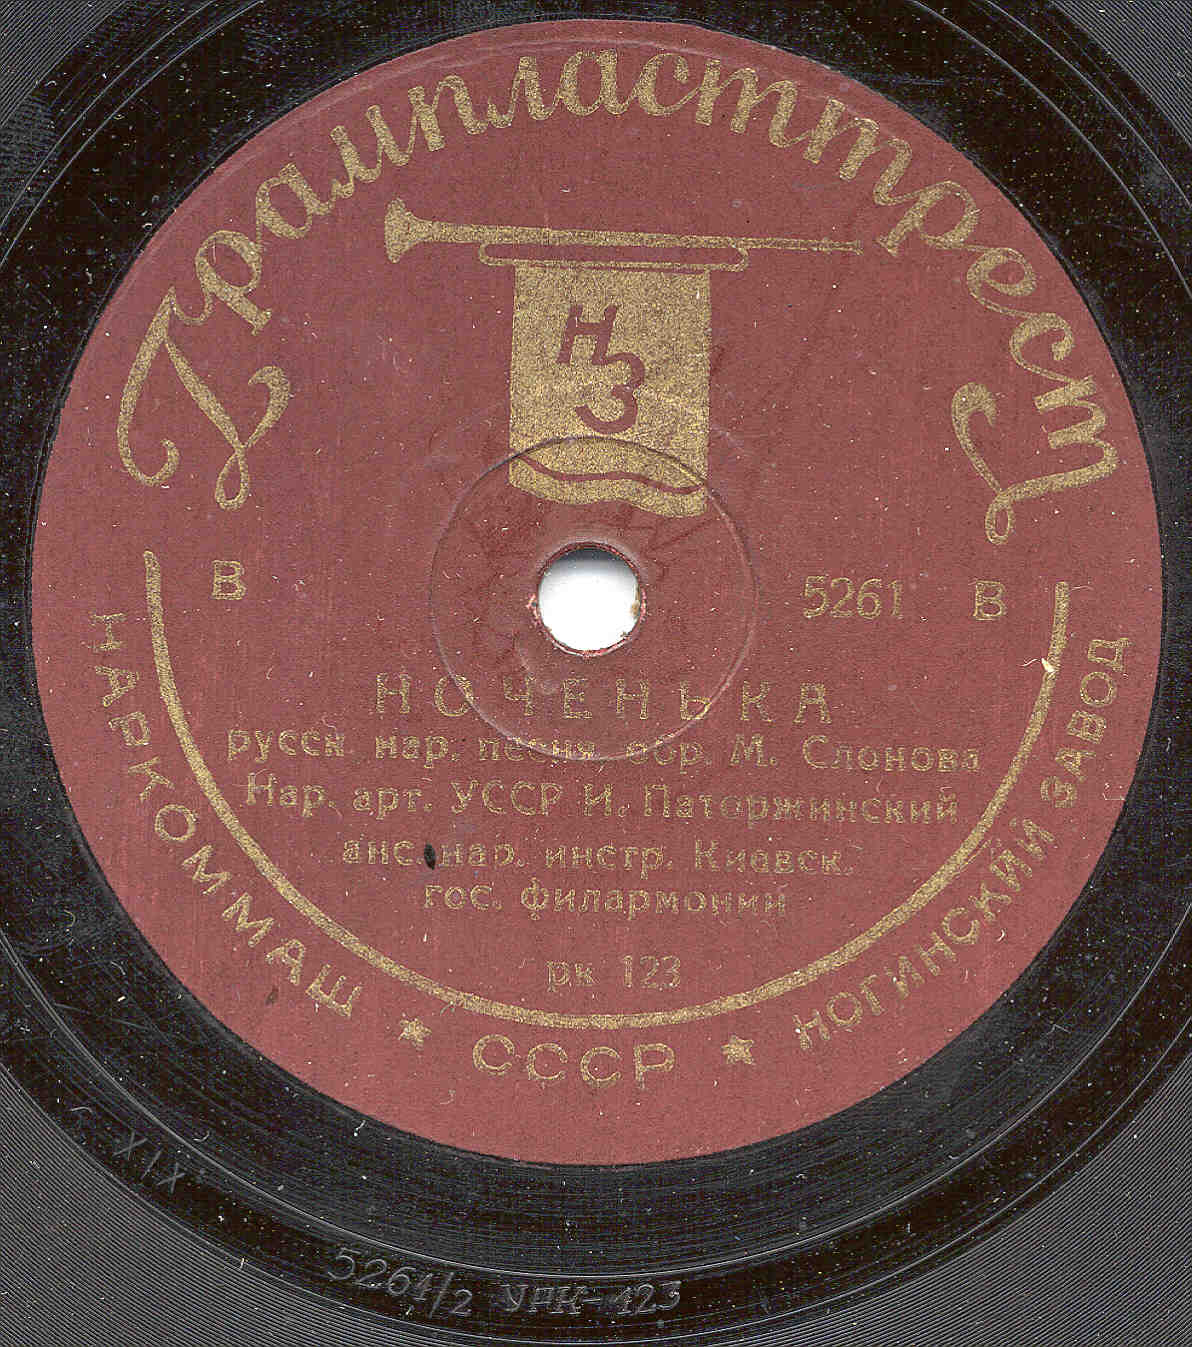 Грампласттрест
НЗ
В 5261 В
НОЧЕНЬКА
русск. нар. песня, обр. М. Слонова
Нар. арт. УССР И. Паторжинский
анс. нар. инстр. Киевск.
гос. филармонии
рк 123
НАРКОММАШ ★ СССР ★ НОГИНСКИЙ ЗАВОД
XIX
5261/2 УРК-123